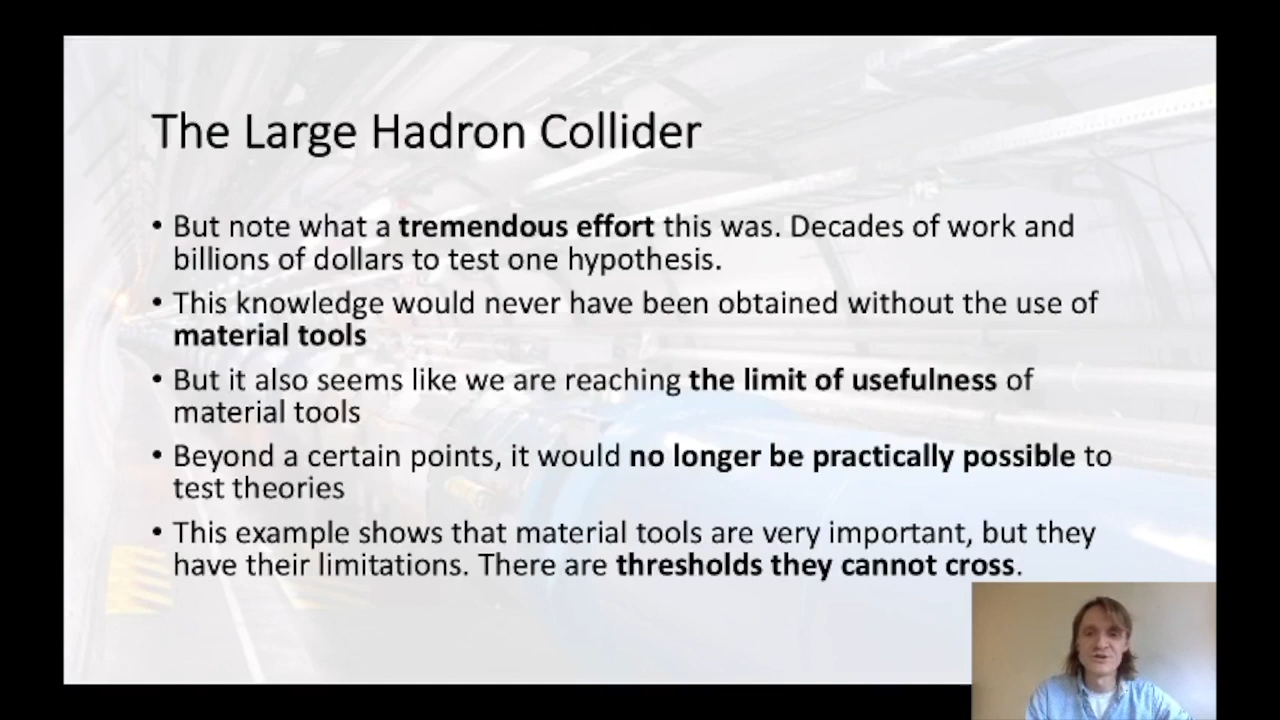 The Large Hadron Collider
• But note what a tremendous effort this was. Decades of work and
billions of dollars to test one hypothesis.
• This knowledge would never have been obtained without the use of
material tools
• But it also seems like we are reaching the limit of usefulness of
material tools
• Beyond a certain points, it would no longer be practically possible to
test theories
• This example shows that material tools are very important, but they
have their limitations. There are thresholds they cannot cross.